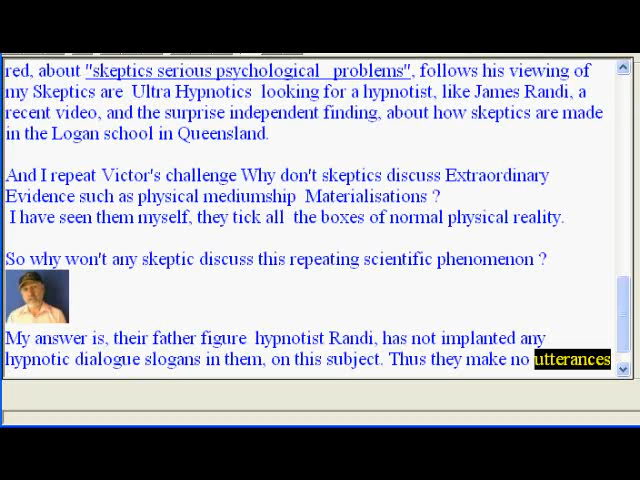 red, about "skeptics serious psychological problems", follows his viewing of
my Skeptics are Ultra Hypnotics looking for a hypnotist, like James Randi, a
recent video, and the surprise independent finding, about how skeptics are made
in the Logan school in Queensland.
And I repeat Victor's challenge Why don't skeptics discuss Extraordinary
Evidence such as physical mediumship Materialisations ?
I have seen them myself, they tick all the boxes of normal physical reality.
So why won't any skeptic discuss this repeating scientific phenomenon ?
My answer is, their father figure hypnotist Randi, has not implanted any
hypnotic dialogue slogans in them, on this subject. Thus they make no utterances